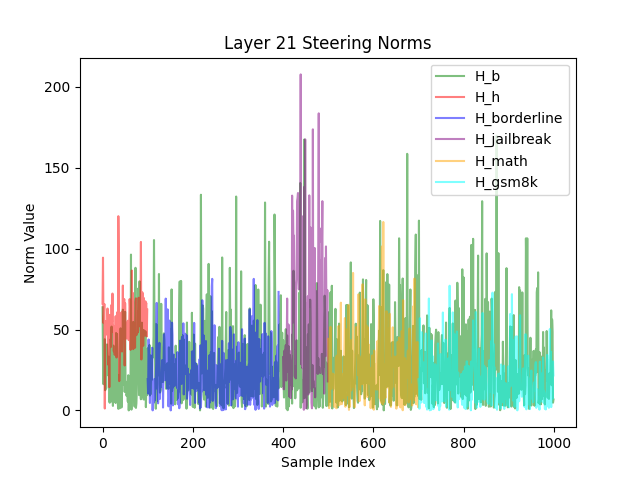 Layer 21 Steering Norms
H_b
H_h
H_borderline
H_jailbreak
H_math
H_gsm8k
Norm Value
200
150
100
50
0
0 200 400 600 800 1000
Sample Index